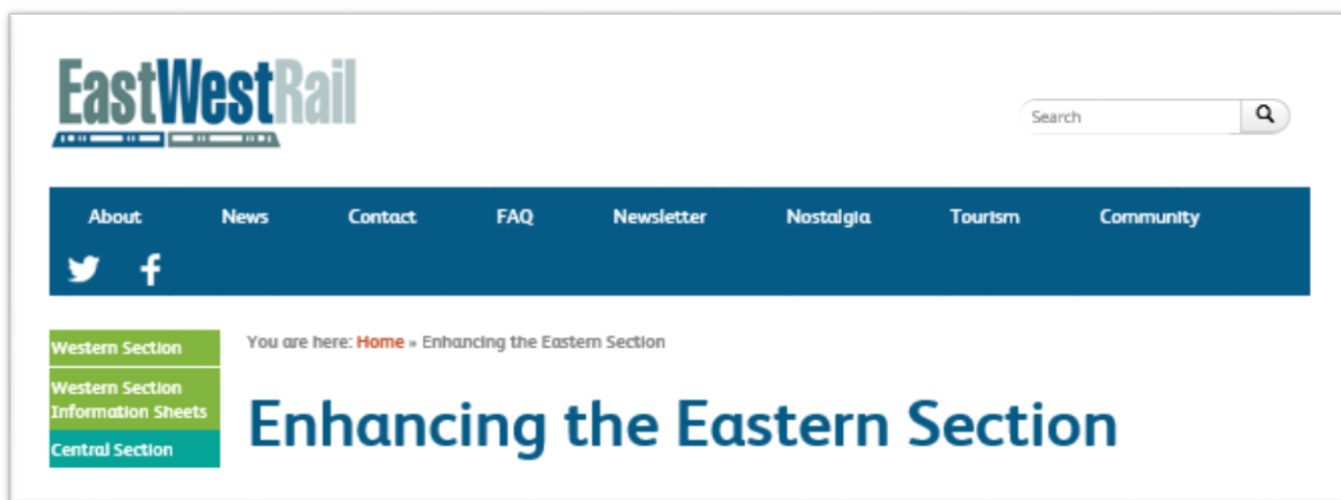 EastWestRail
Search
About News Contact FAQ Newsletter Nostalgia Tourism Community
Western Section
You are here: Home » Enhancing the Eastern Section
Western Section
Information Sheets
Enhancing the Eastern Section
Central Section